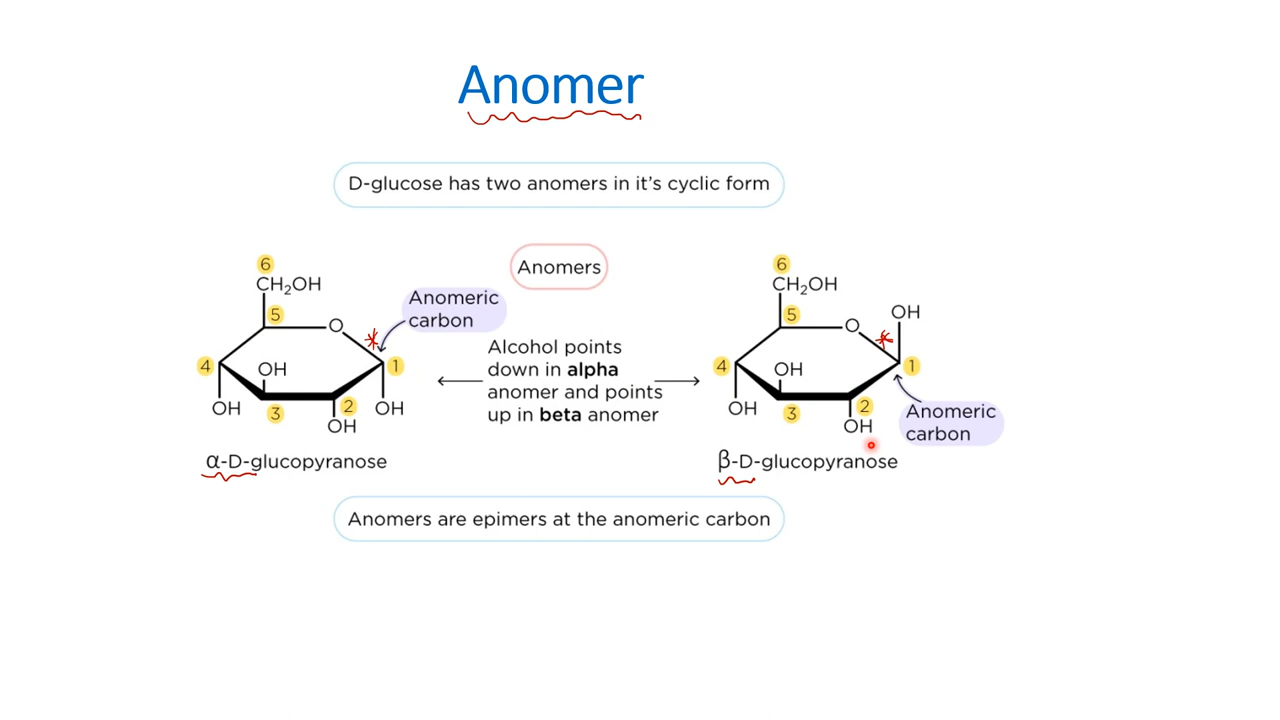 Anomer
D-glucose has two anomers in it's cyclic form
Anomers
6
CH₂OH
5
O
Anomeric
carbon
4
OH
1
OH
3
2
OH
OH
α-D-glucopyranose
Alcohol points
down in alpha
anomer and points
up in beta anomer
6
CH₂OH
5
O
OH
4
OH
1
OH
3
2
OH
Anomeric
carbon
β-D-glucopyranose
Anomers are epimers at the anomeric carbon